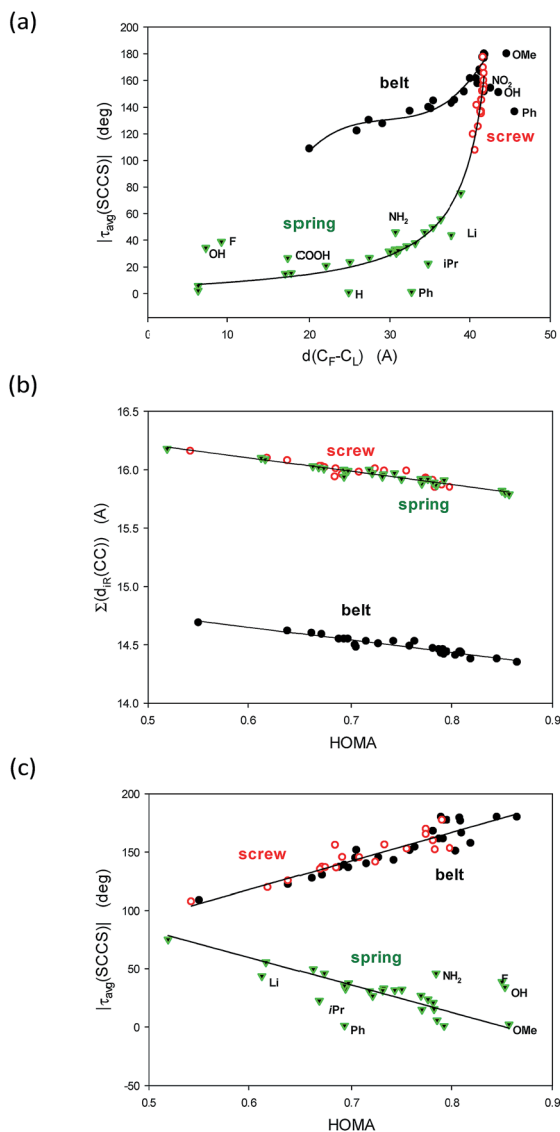 (a)
|τavg(SCCS)| (deg)
200
180
160
140
120
100
80
60
40
20
0
belt
OMe
NO2
OH
Ph
screw
spring
NH2
F
OH
COOH
Li
iPr
H
Ph
0
10
20
30
40
50
d(CF-CL) (A)
(b)
Σ(diR(CC)) (A)
16.5
16.0
15.5
15.0
14.5
14.0
screw
spring
belt
0.5
0.6
0.7
0.8
0.9
HOMA
(c)
|τavg(SCCS)| (deg)
200
150
100
50
0
-50
screw
belt
spring
NH2
F
OH
Li
iPr
Ph
OMe
0.5
0.6
0.7
0.8
0.9
HOMA